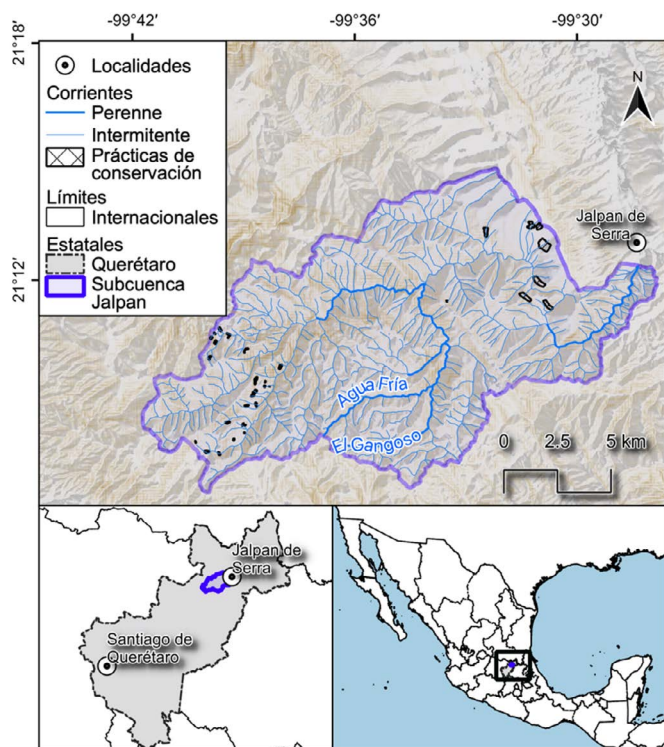 -99°42'
-99°36'
-99°30'
21°18'
21°12'
Localidades
Corrientes
Perenne
Intermitente
Prácticas de
conservación
Límites
Internacionales
Estatales
Querétaro
Subcuenca
Jalpan
N
Jalpan de
Serra
Agua Fría
El Gangoso
0 2.5 5 km
Jalpan de
Serra
Santiago de
Querétaro